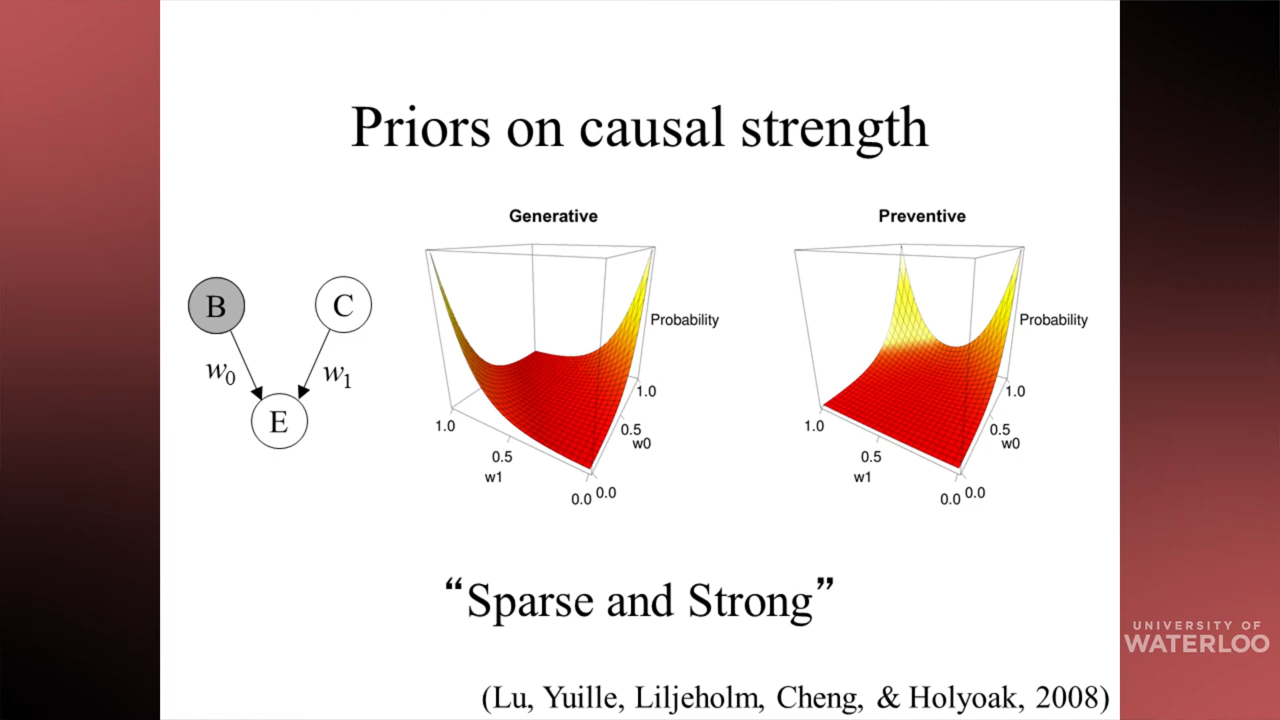 Priors on causal strength
Generative
Preventive
B
C
w0
w1
E
Probability
1.0
0.5
w0
1.0
0.5
w1
0.0
0.0
Probability
1.0
0.5
w0
1.0
0.5
w1
0.0
0.0
“Sparse and Strong”
UNIVERSITY OF
WATERLOO
(Lu, Yuille, Liljeholm, Cheng, & Holyoak, 2008)